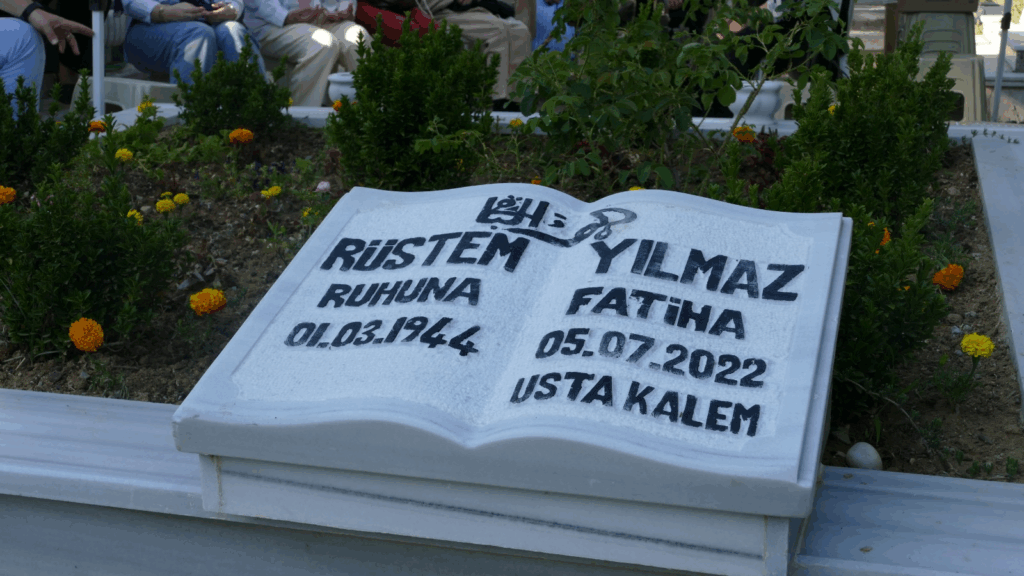 RÜSTEM YILMAZ
RUHUNA FATİHA
01.03.1944 05.07.2022
USTA KALEM